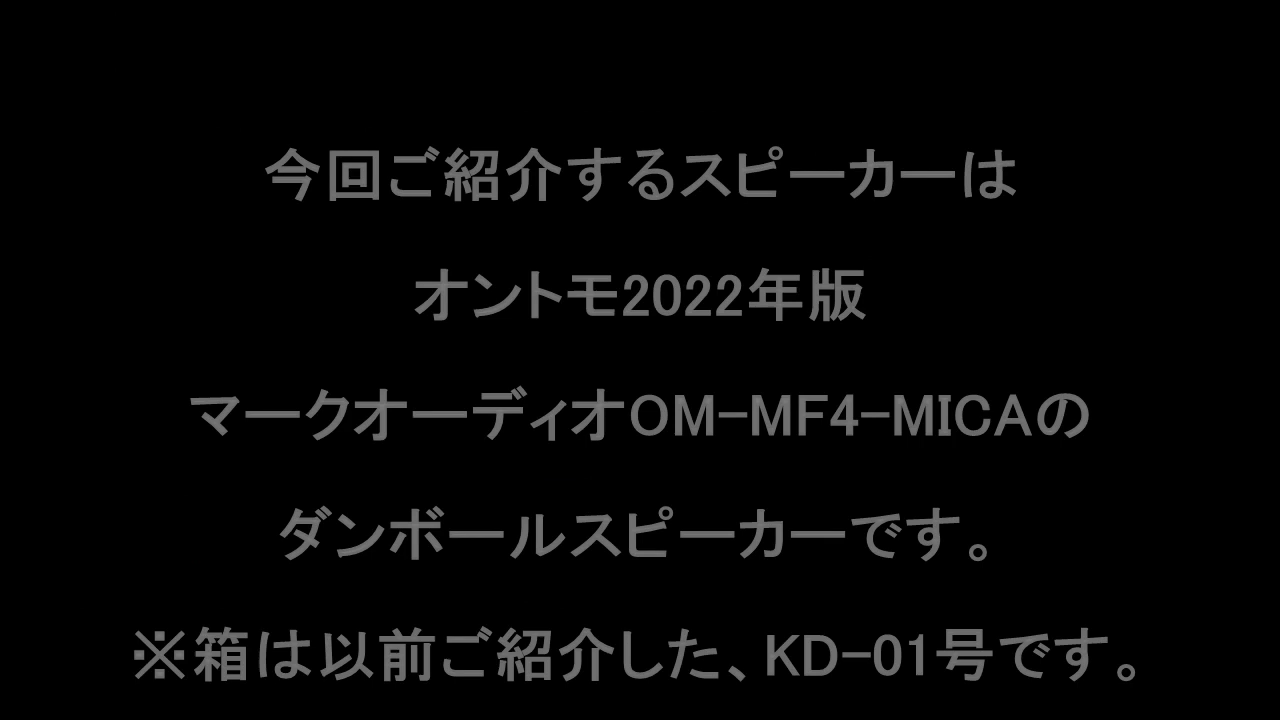 今回ご紹介するスピーカーは
オントモ2022年版
マークオーディオOM-MF4-MICAの
ダンボールスピーカーです。
※箱は以前ご紹介した、KD-01号です。